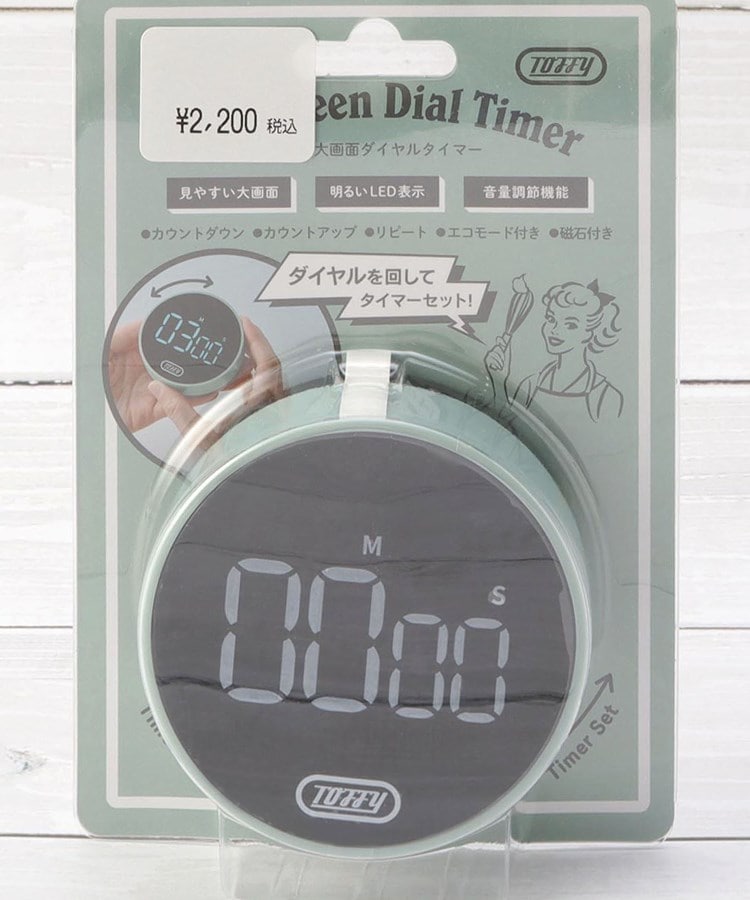 TOFFY
¥2,200 税込
een Dial Timer
大画面ダイヤルタイマー
見やすい大画面 明るいLED表示 音量調節機能
●カウントダウン ●カウントアップ ●リピート ●エコモード付き ●磁石付き
ダイヤルを回して
タイマーセット!
M
S
0300
TOFFY
M
S
0000
TOFFY
Timer Set